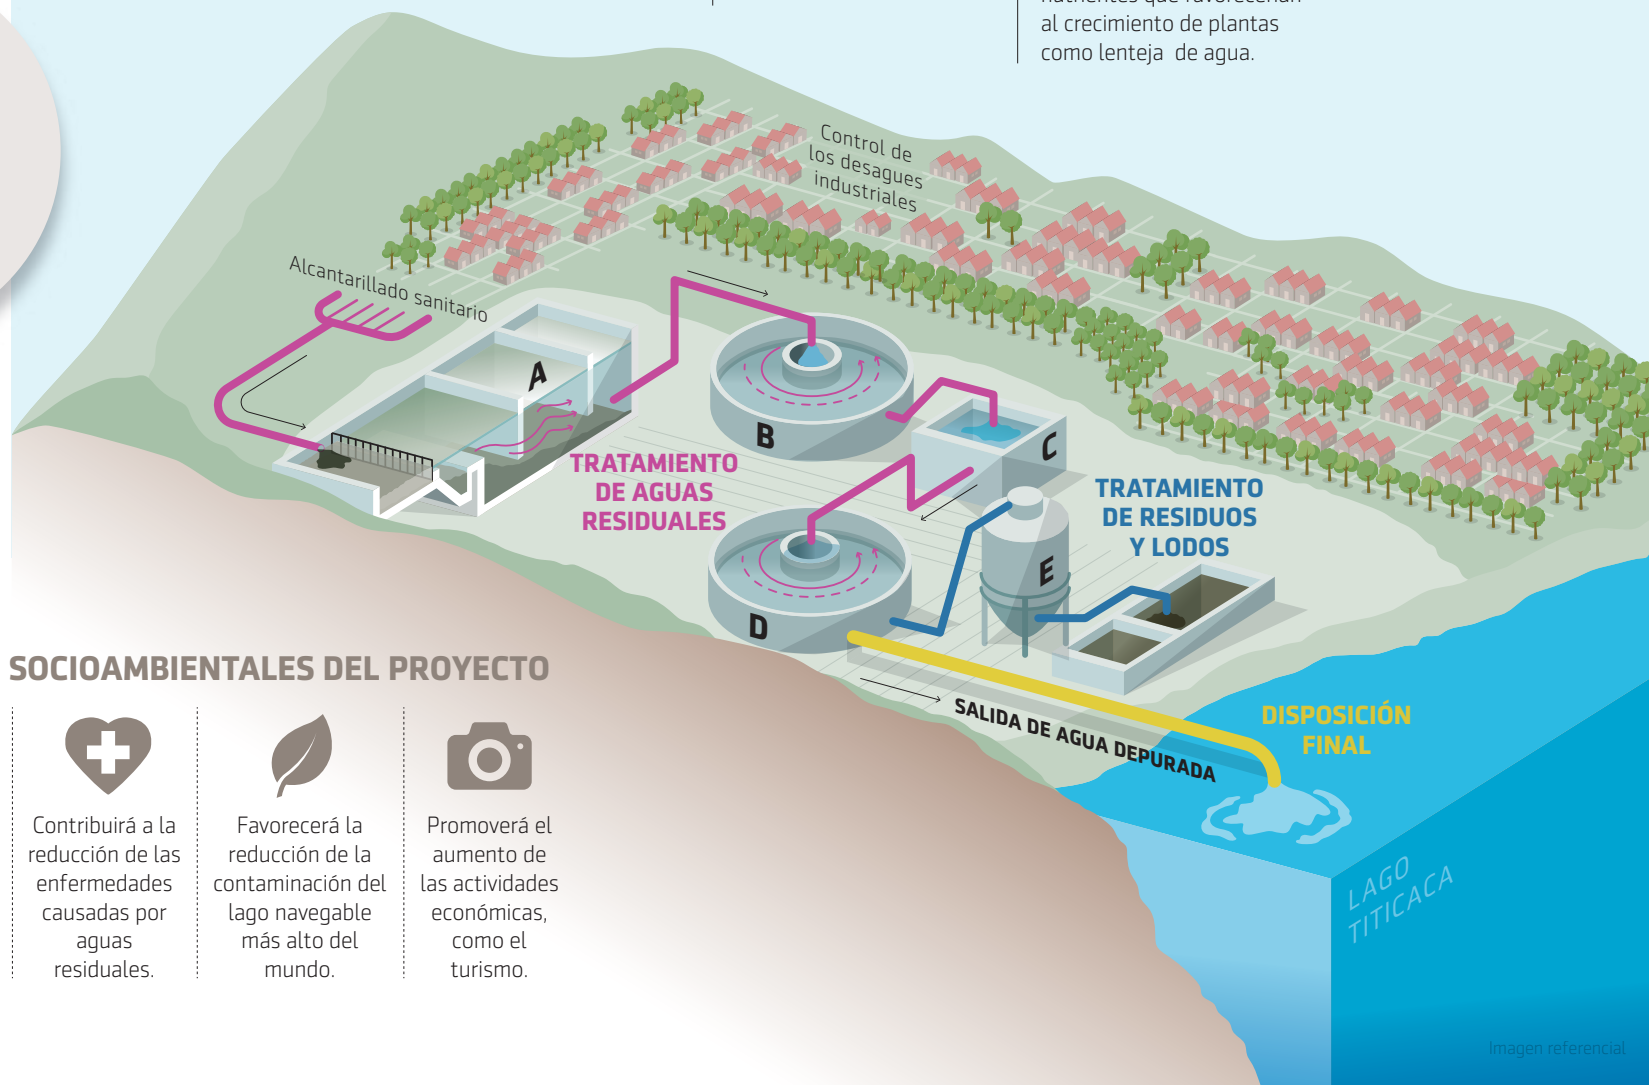 nutrientes que favorecerían
al crecimiento de plantas
como lenteja de agua.
Control de
los desagues
industriales
Alcantarillado sanitario
A
B
C
TRATAMIENTO
DE AGUAS
RESIDUALES
TRATAMIENTO
DE RESIDUOS
Y LODOS
E
D
SALIDA DE AGUA DEPURADA
DISPOSICIÓN
FINAL
LAGO
TITICACA
SOCIOAMBIENTALES DEL PROYECTO
Contribuirá a la
reducción de las
enfermedades
causadas por
aguas
residuales.
Favorecerá la
reducción de la
contaminación del
lago navegable
más alto del
mundo.
Promoverá el
aumento de
las actividades
económicas,
como el
turismo.
Imagen referencial